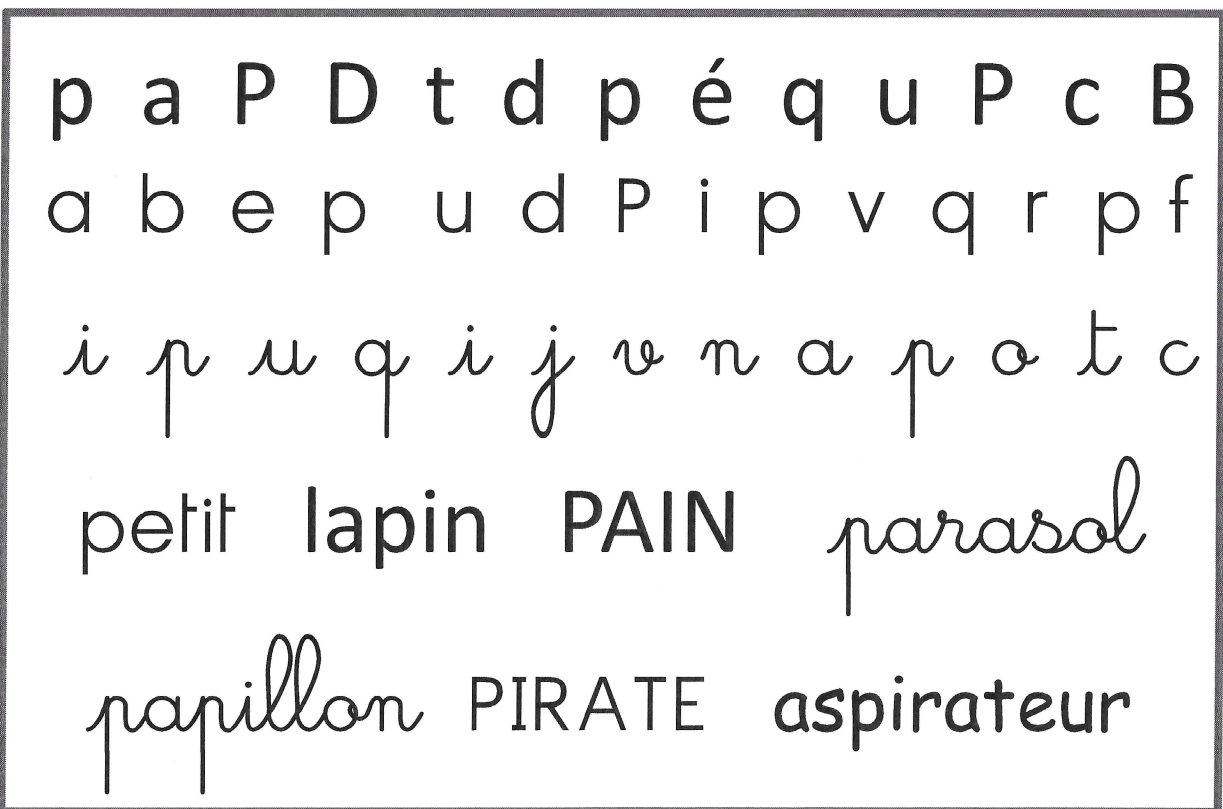 p a P D t d p é q u P c B
a b e p u d P i p v q r p f
i p u q i j v n a p o t c
petit lapin PAIN parasol
papillon PIRATE aspirateur